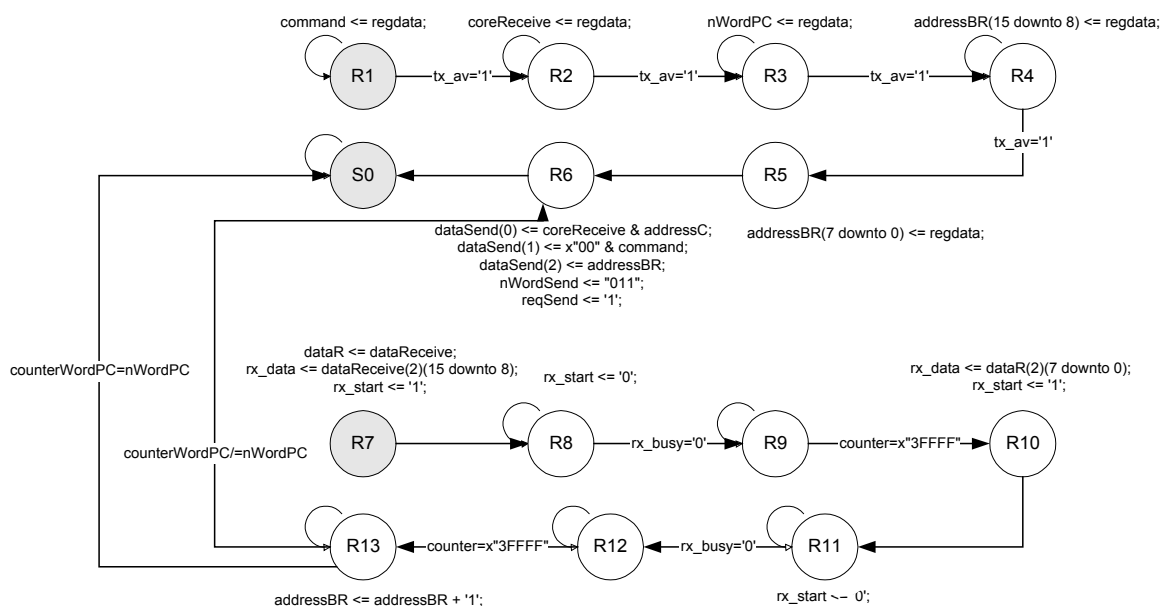 command <= regdata;
coreReceive <= regdata;
nWordPC <= regdata;
addressBR(15 downto 8) <= regdata;
R1
tx_av='1'
R2
tx_av='1'
R3
tx_av='1'
R4
tx_av='1'
S0
R6
R5
dataSend(0) <= coreReceive & addressC;
dataSend(1) <= x"00" & command;
dataSend(2) <= addressBR;
nWordSend <= "011";
reqSend <= '1';
addressBR(7 downto 0) <= regdata;
counterWordPC=nWordPC
counterWordPC/=nWordPC
dataR <= dataReceive;
rx_data <= dataReceive(2)(15 downto 8);
rx_start <= '1';
rx_start <= '0';
rx_data <= dataR(2)(7 downto 0);
rx_start <= '1';
R7
R8
rx_busy='0'
R9
counter=x"3FFFF"
R10
R13
counter=x"3FFFF"
R12
rx_busy='0'
R11
addressBR <= addressBR + '1';
rx_start 0';